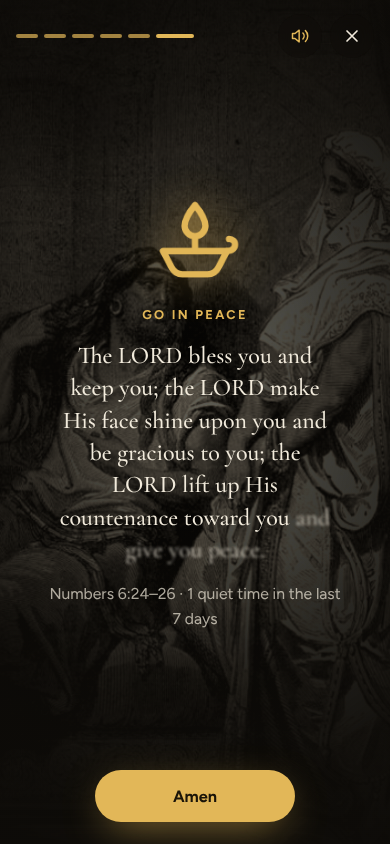 GO IN PEACE
The LORD bless you and
keep you; the LORD make
His face shine upon you and
be gracious to you; the
LORD lift up His
countenance toward you and
give you peace.
Numbers 6:24–26 · 1 quiet time in the last
7 days
Amen